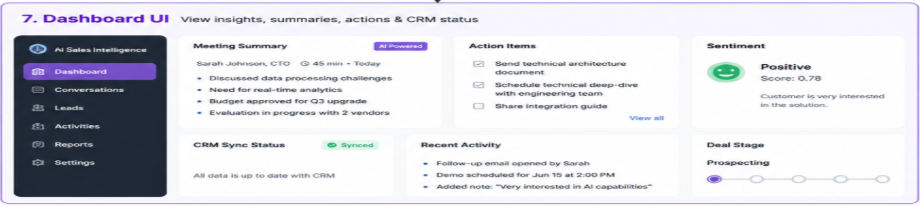 7. Dashboard UI View insights, summaries, actions & CRM status
AI Sales Intelligence
Dashboard
Conversations
Leads
Activities
Reports
Settings
Meeting Summary AI Powered
Sarah Johnson, CTO 45 min • Today
• Discussed data processing challenges
• Need for real-time analytics
• Budget approved for Q3 upgrade
• Evaluation in progress with 2 vendors
Action Items
Send technical architecture
document
Schedule technical deep-dive
with engineering team
Share integration guide
View all
Sentiment
Positive
Score: 0.78
Customer is very interested
in the solution.
CRM Sync Status Synced
All data is up to date with CRM
Recent Activity
• Follow-up email opened by Sarah
• Demo scheduled for Jun 15 at 2:00 PM
• Added note: "Very interested in AI capabilities"
Deal Stage
Prospecting